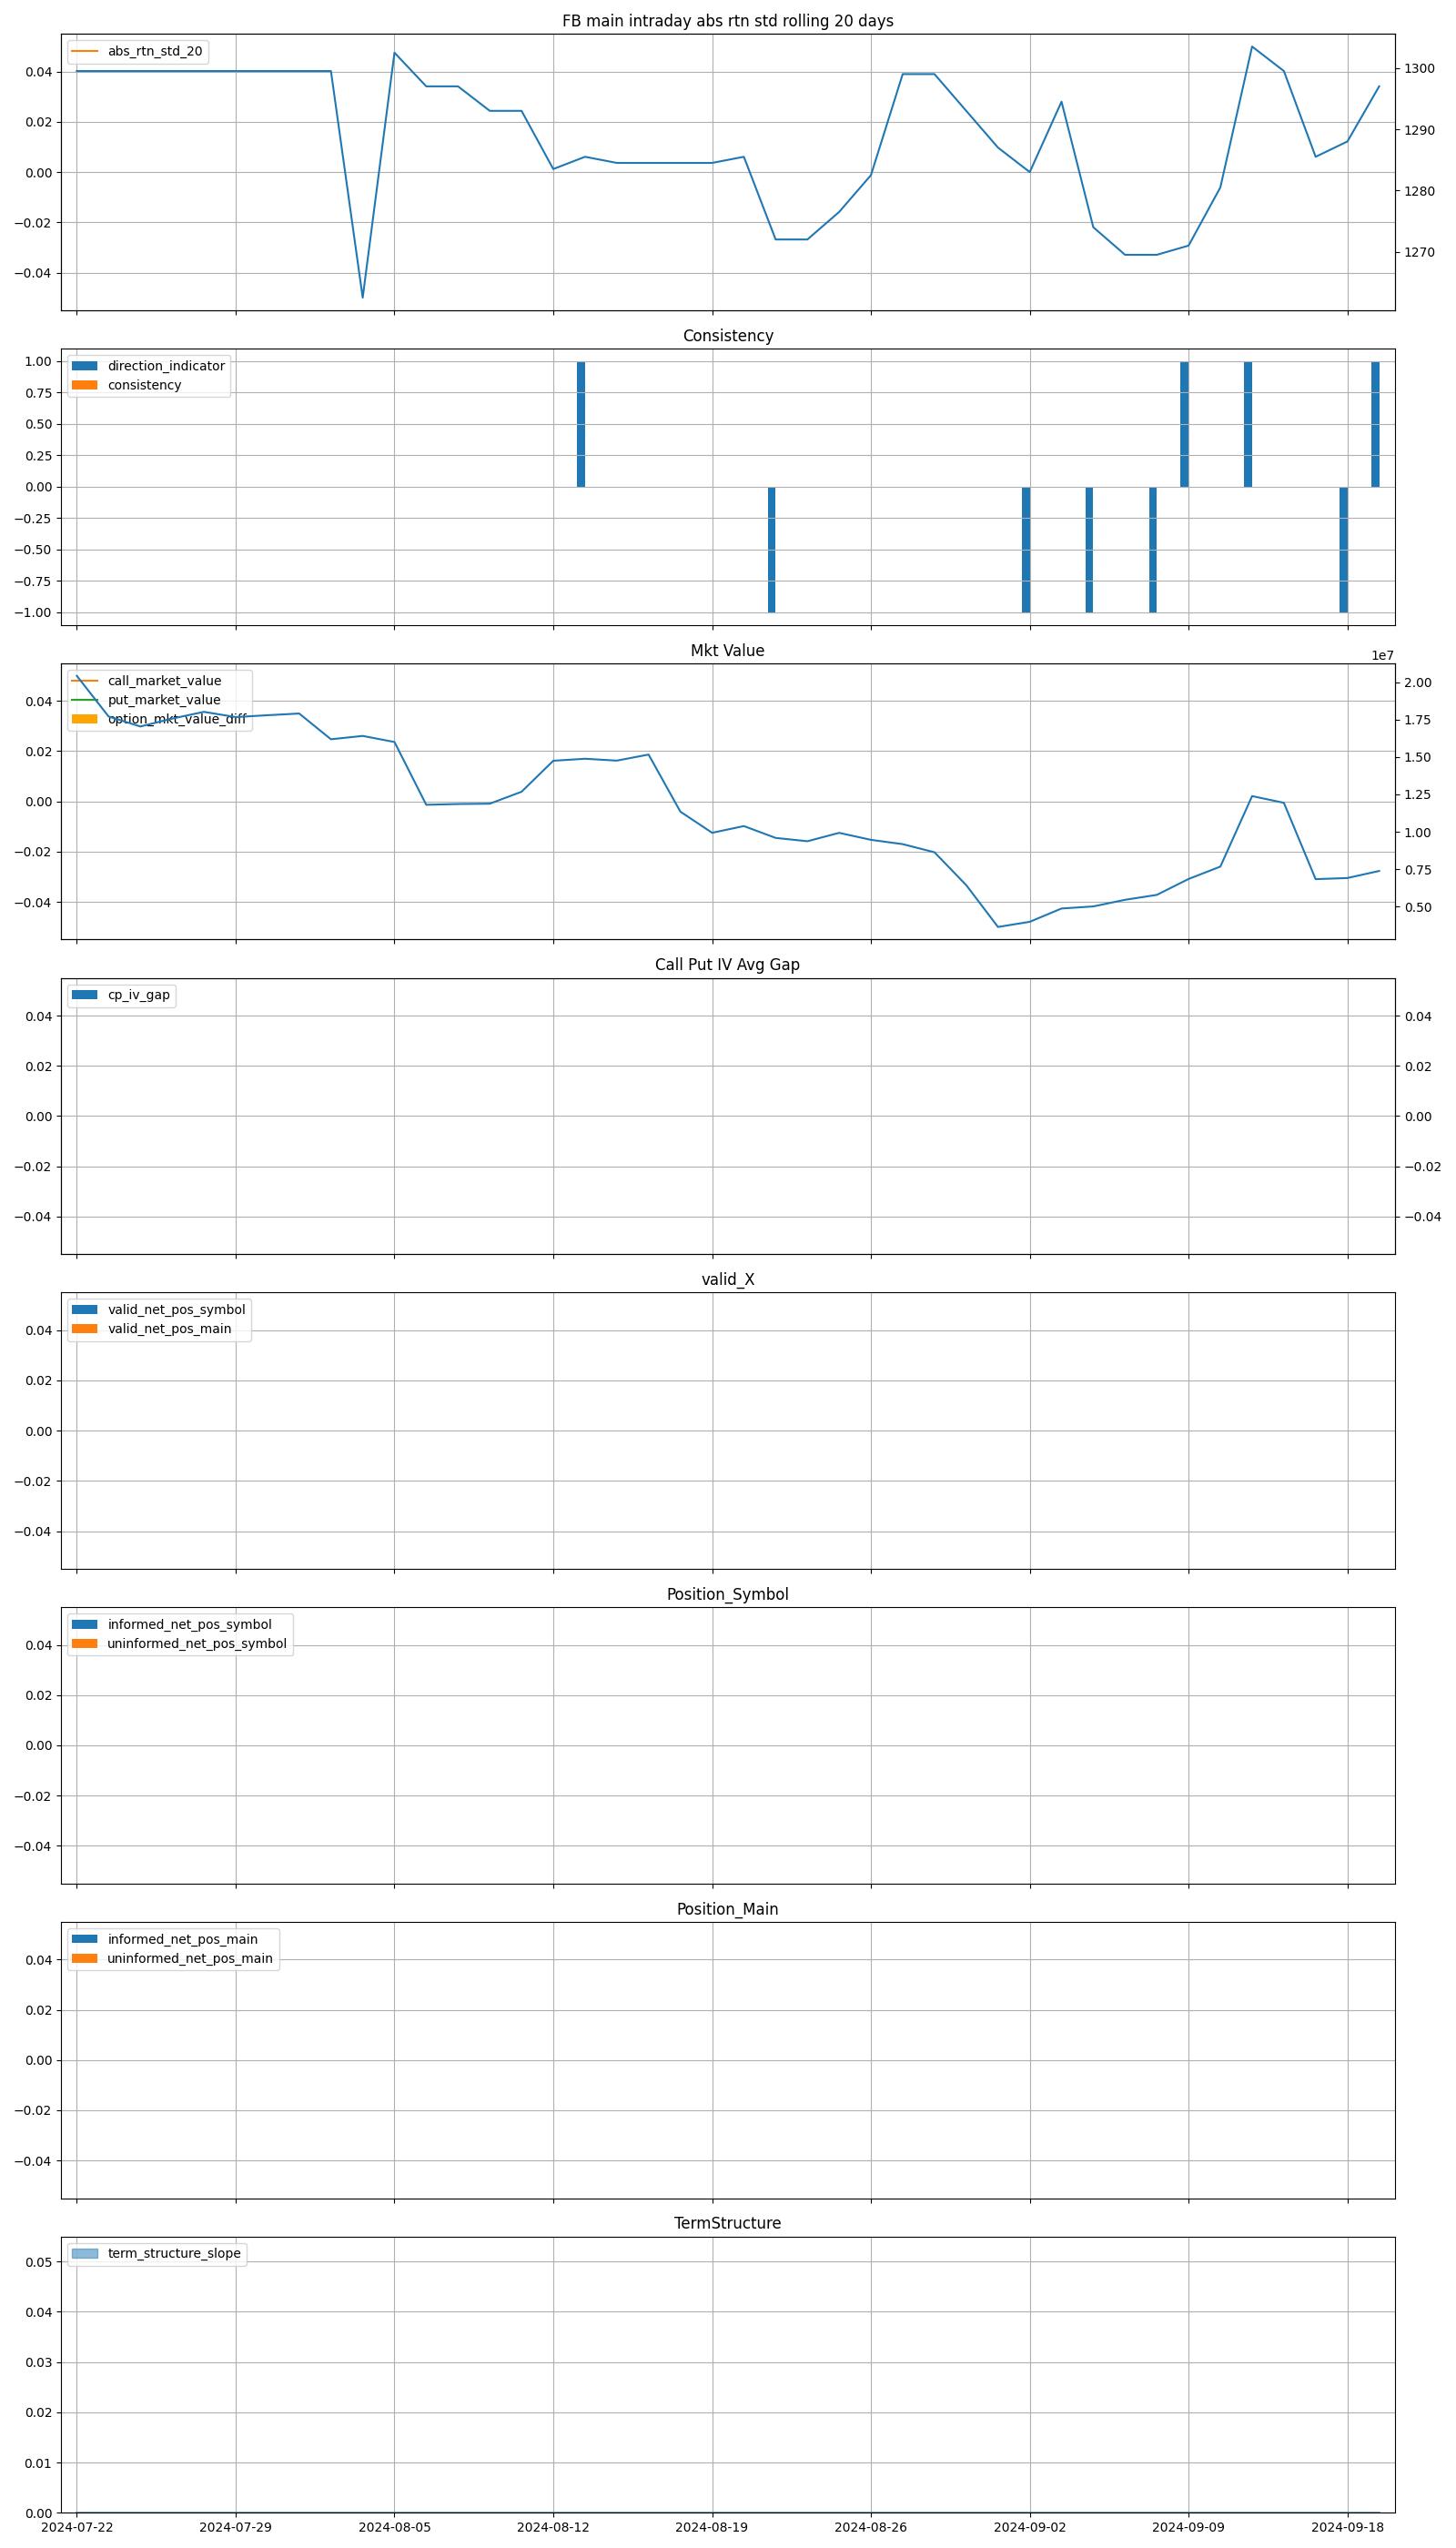 FB main intraday abs rtn std rolling 20 days
abs_rtn_std_20
0.04
0.02
0.00
−0.02
−0.04
1300
1290
1280
1270
Consistency
direction_indicator
consistency
1.00
0.75
0.50
0.25
0.00
−0.25
−0.50
−0.75
−1.00
Mkt Value
1e7
call_market_value
put_market_value
option_mkt_value_diff
0.04
0.02
0.00
−0.02
−0.04
2.00
1.75
1.50
1.25
1.00
0.75
0.50
Call Put IV Avg Gap
cp_iv_gap
0.04
0.02
0.00
−0.02
−0.04
0.04
0.02
0.00
−0.02
−0.04
valid_X
valid_net_pos_symbol
valid_net_pos_main
0.04
0.02
0.00
−0.02
−0.04
Position_Symbol
informed_net_pos_symbol
uninformed_net_pos_symbol
0.04
0.02
0.00
−0.02
−0.04
Position_Main
informed_net_pos_main
uninformed_net_pos_main
0.04
0.02
0.00
−0.02
−0.04
TermStructure
term_structure_slope
0.05
0.04
0.03
0.02
0.01
0.00
2024-07-22 2024-07-29 2024-08-05 2024-08-12 2024-08-19 2024-08-26 2024-09-02 2024-09-09 2024-09-18